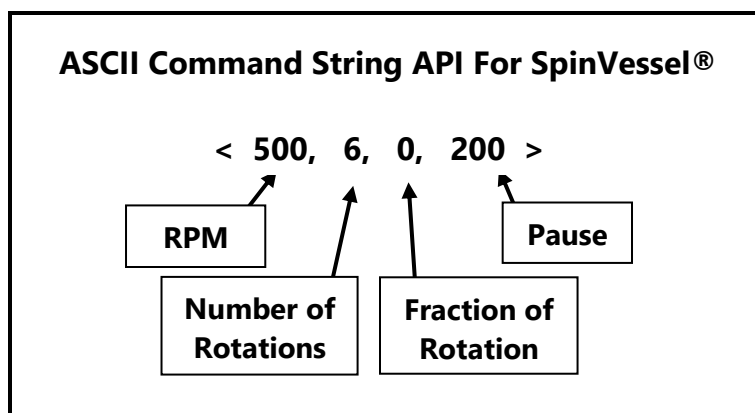 ASCII Command String API For SpinVessel®
< 500, 6, 0, 200 >
RPM
Pause
Number of
Rotations
Fraction of
Rotation